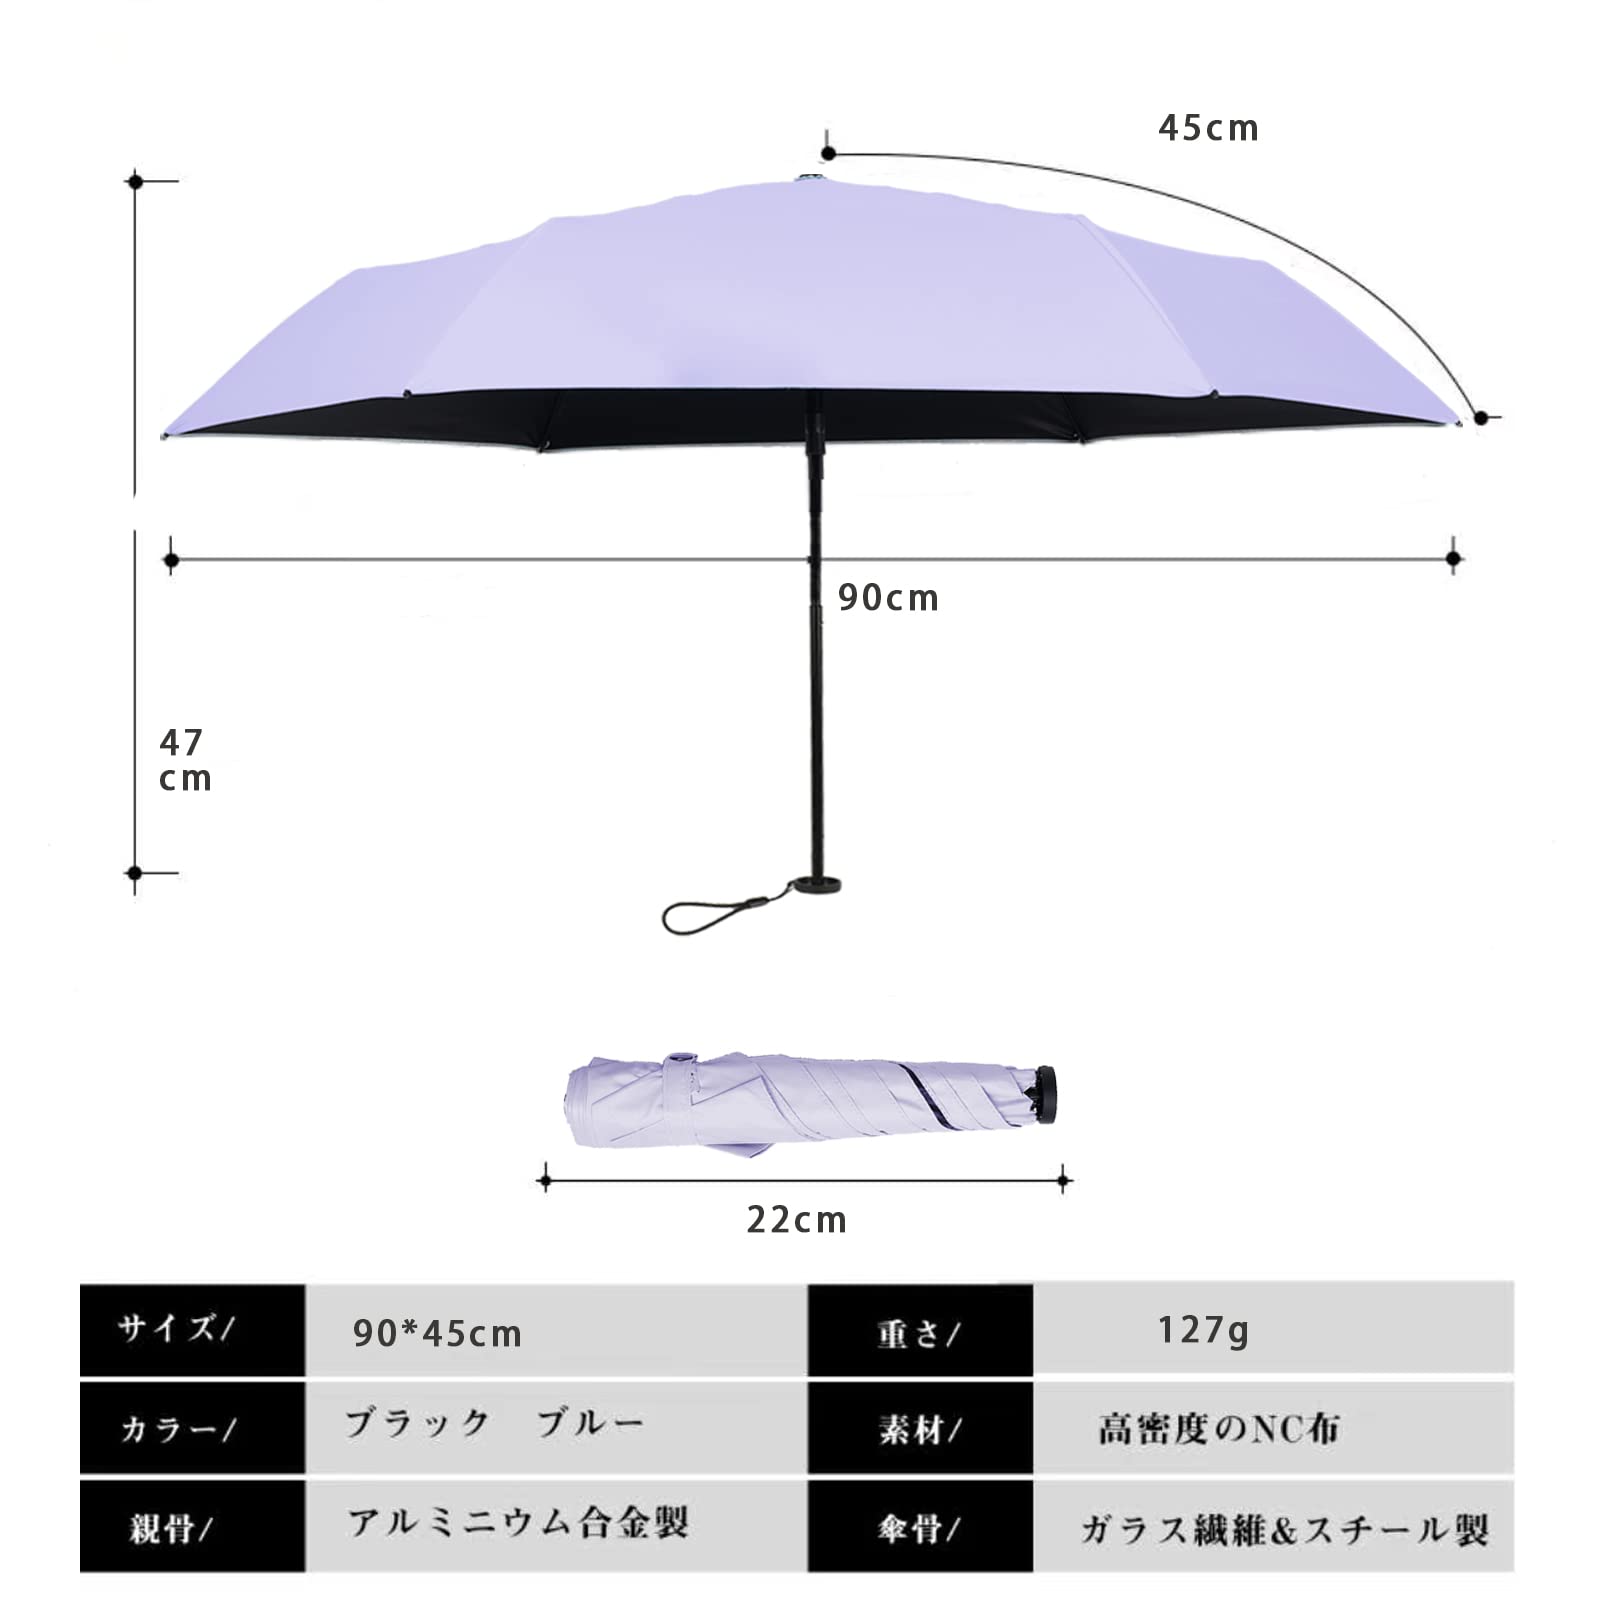 45cm
90cm
47
cm
22cm
サイズ/ 90*45cm 重さ/ 127g
カラー/ ブラック　ブルー 素材/ 高密度のNC布
親骨/ アルミニウム合金製 傘骨/ ガラス繊維&スチール製